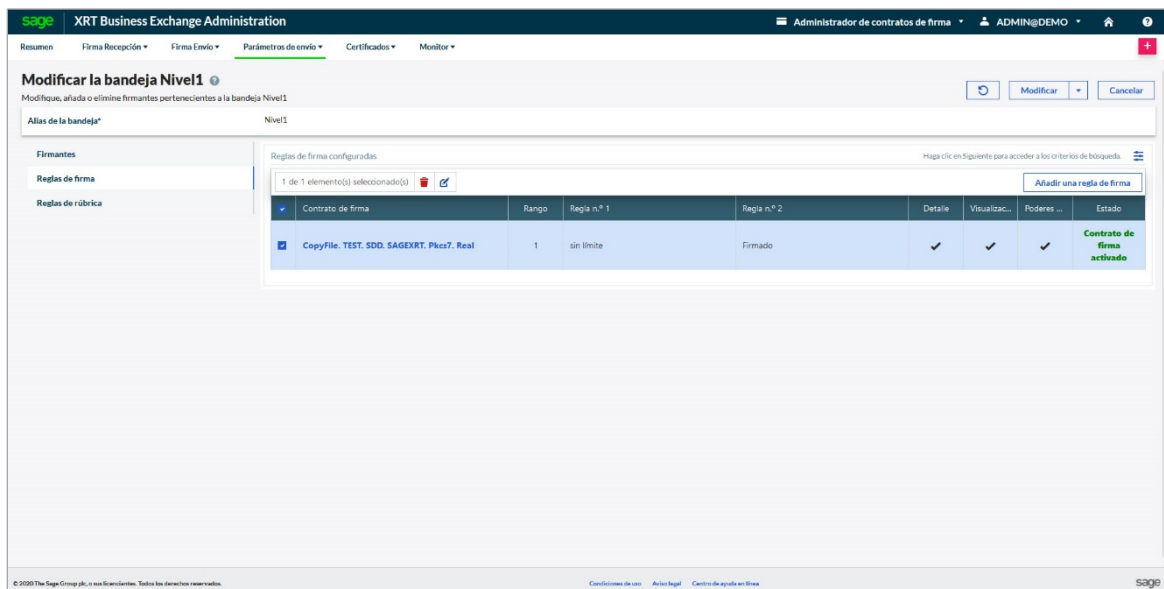 sage XRT Business Exchange Administration Administrador de contratos de firma ADMIN@DEMO
Resumen Firma Recepción Firma Envío Parámetros de envío Certificados Monitor
Modificar la bandeja Nivel1
Modifique, añada o elimine firmantes pertenecientes a la bandeja Nivel1
Modificar Cancelar
Alias de la bandeja* Nivel1
Firmantes
Reglas de firma
Reglas de rúbrica
Reglas de firma configuradas Haga clic en Siguiente para acceder a los criterios de búsqueda.
1 de 1 elemento(s) seleccionado(s) Añadir una regla de firma
Contrato de firma Rango Regla n.º 1 Regla n.º 2 Detalle Visualizac... Poderes ... Estado
CopyFile. TEST. SDD. SAGEXRT. Pkcs7. Real 1 sin límite Firmado Contrato de firma activado
© 2020 The Sage Group plc, o sus licenciantes. Todos los derechos reservados. Condiciones de uso Aviso legal Centro de ayuda en línea sage